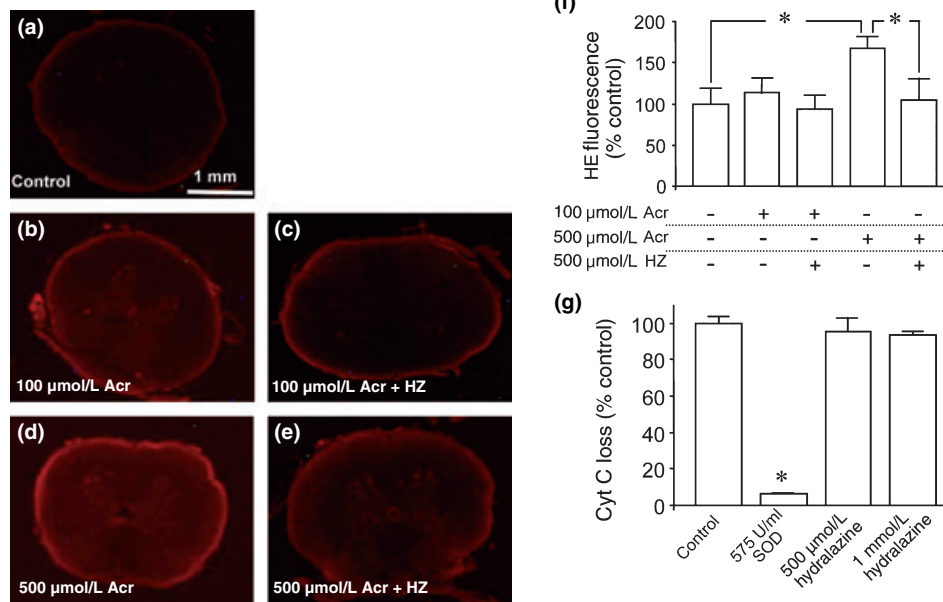 (a)
Control
1 mm
(b)
100 µmol/L Acr
(c)
100 µmol/L Acr + HZ
(d)
500 µmol/L Acr
(e)
500 µmol/L Acr + HZ
(f)
HE fluorescence
(% control)
200
150
100
50
0
* *
100 µmol/L Acr - + + - -
500 µmol/L Acr - - - + +
500 µmol/L HZ - - + - +
(g)
Cyt C loss (% control)
100
80
60
40
20
0
*
Control
575 U/ml
SOD
500 µmol/L
hydralazine
1 mmol/L
hydralazine